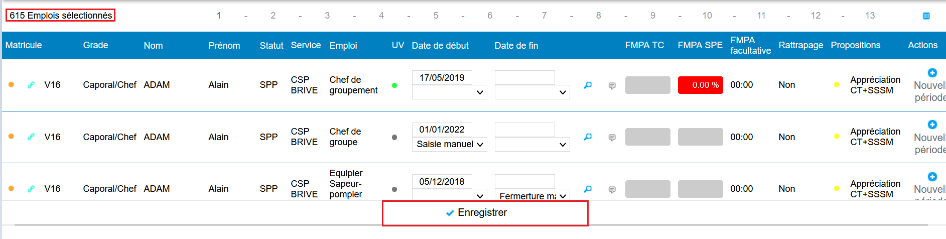 615 Emplois sélectionnés 1 - 2 - 3 - 4 - 5 - 6 - 7 - 8 - 9 - 10 - 11 - 12 - 13
Matricule Grade Nom Prénom Statut Service Emploi UV Date de début Date de fin FMPA TC FMPA SPE FMPA facultative Rattrapage Propositions Actions
V16 Caporal/Chef ADAM Alain SPP CSP BRIVE Chef de groupement 17/05/2019 0.00 % 00:00 Non Appréciation CT+SSSM Nouvell période
V16 Caporal/Chef ADAM Alain SPP CSP BRIVE Chef de groupe 01/01/2022 Saisie manuel 00:00 Non Appréciation CT+SSSM Nouvell période
V16 Caporal/Chef ADAM Alain SPP CSP BRIVE Equipier Sapeur-pompier 05/12/2018 Fermerture ma 00:00 Non Appréciation CT+SSSM Nouvell période
Enregistrer